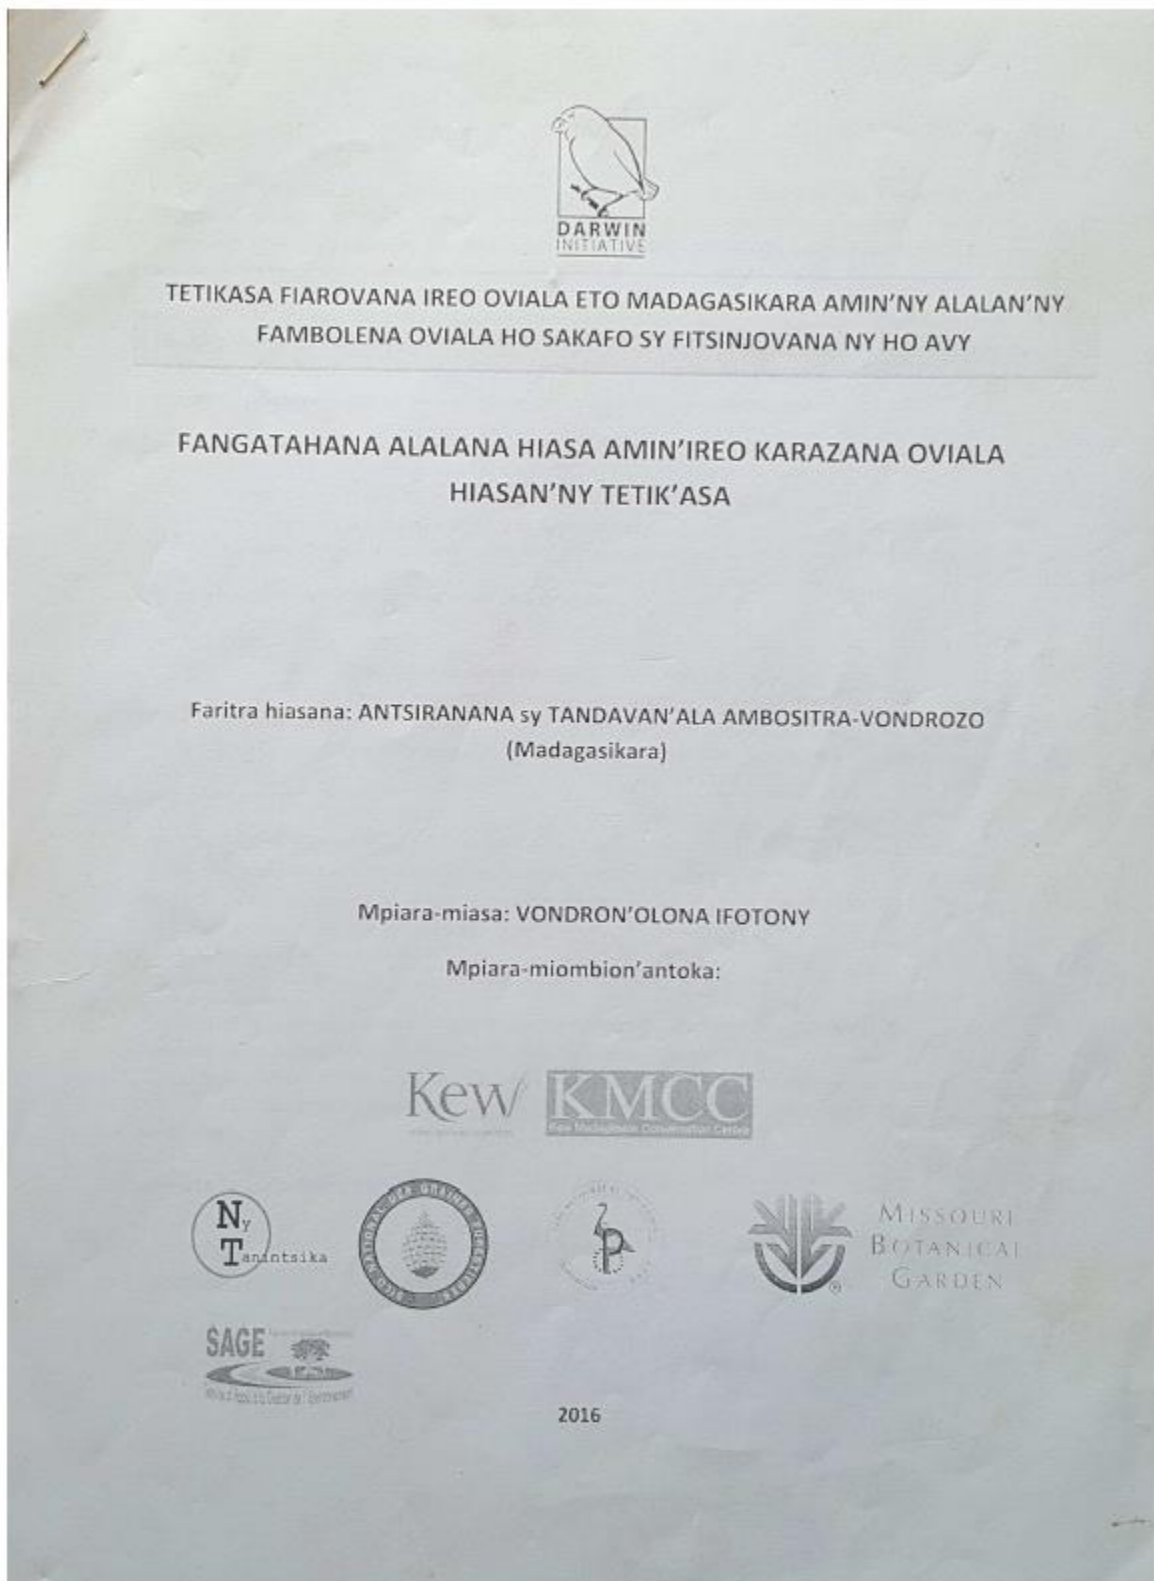 DARWIN
INITIATIVE
TETIKASA FIAROVANA IREO OVIALA ETO MADAGASIKARA AMIN'NY ALALAN'NY
FAMBOLENA OVIALA HO SAKAFO SY FITSINJOVANA NY HO AVY
FANGATAHANA ALALANA HIASA AMIN'IREO KARAZANA OVIALA
HIASAN'NY TETIK'ASA
Faritra hiasana: ANTSIRANANA sy TANDAVAN'ALA AMBOSITRA-VONDROZO
(Madagasikara)
Mpiara-miasa: VONDRON'OLONA IFOTONY
Mpiara-miombion'antoka:
Kew KMCC
Kew Madagascar Conservation Centre
Ny
Tanintsika
P
MISSOURI
BOTANICAL
GARDEN
®
SAGE
2016